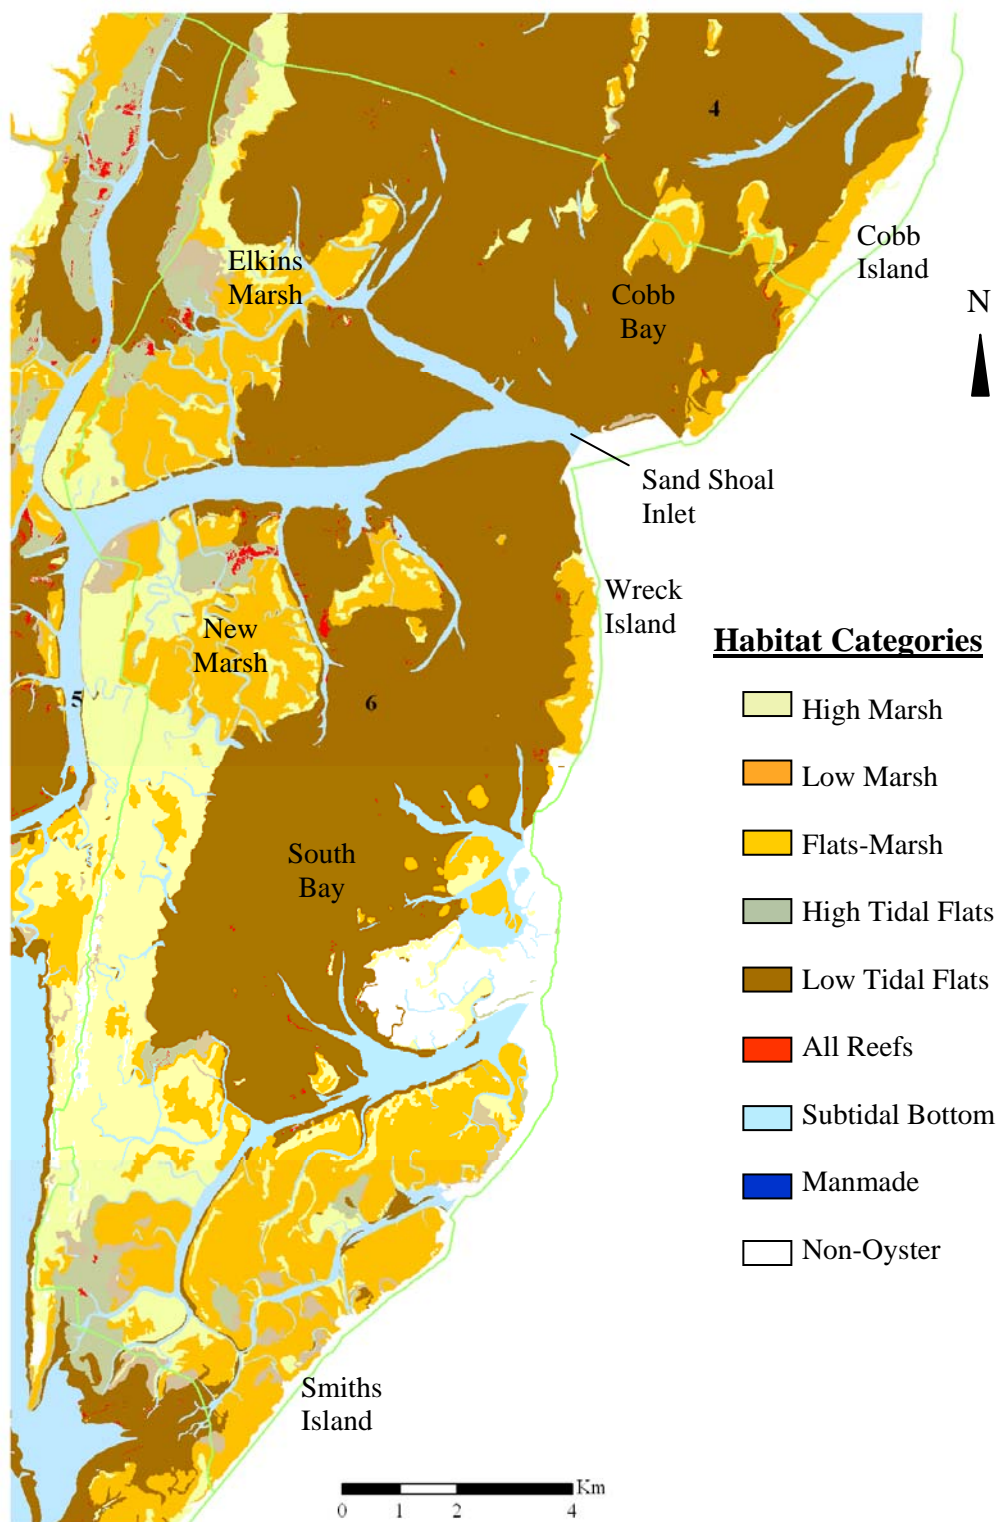 4
Cobb
Island
Elkins
Marsh
Cobb
Bay
N
Sand Shoal
Inlet
Wreck
Island
New
Marsh
5
6
South
Bay
Smiths
Island
Habitat Categories
High Marsh
Low Marsh
Flats-Marsh
High Tidal Flats
Low Tidal Flats
All Reefs
Subtidal Bottom
Manmade
Non-Oyster
Km
0 1 2 4